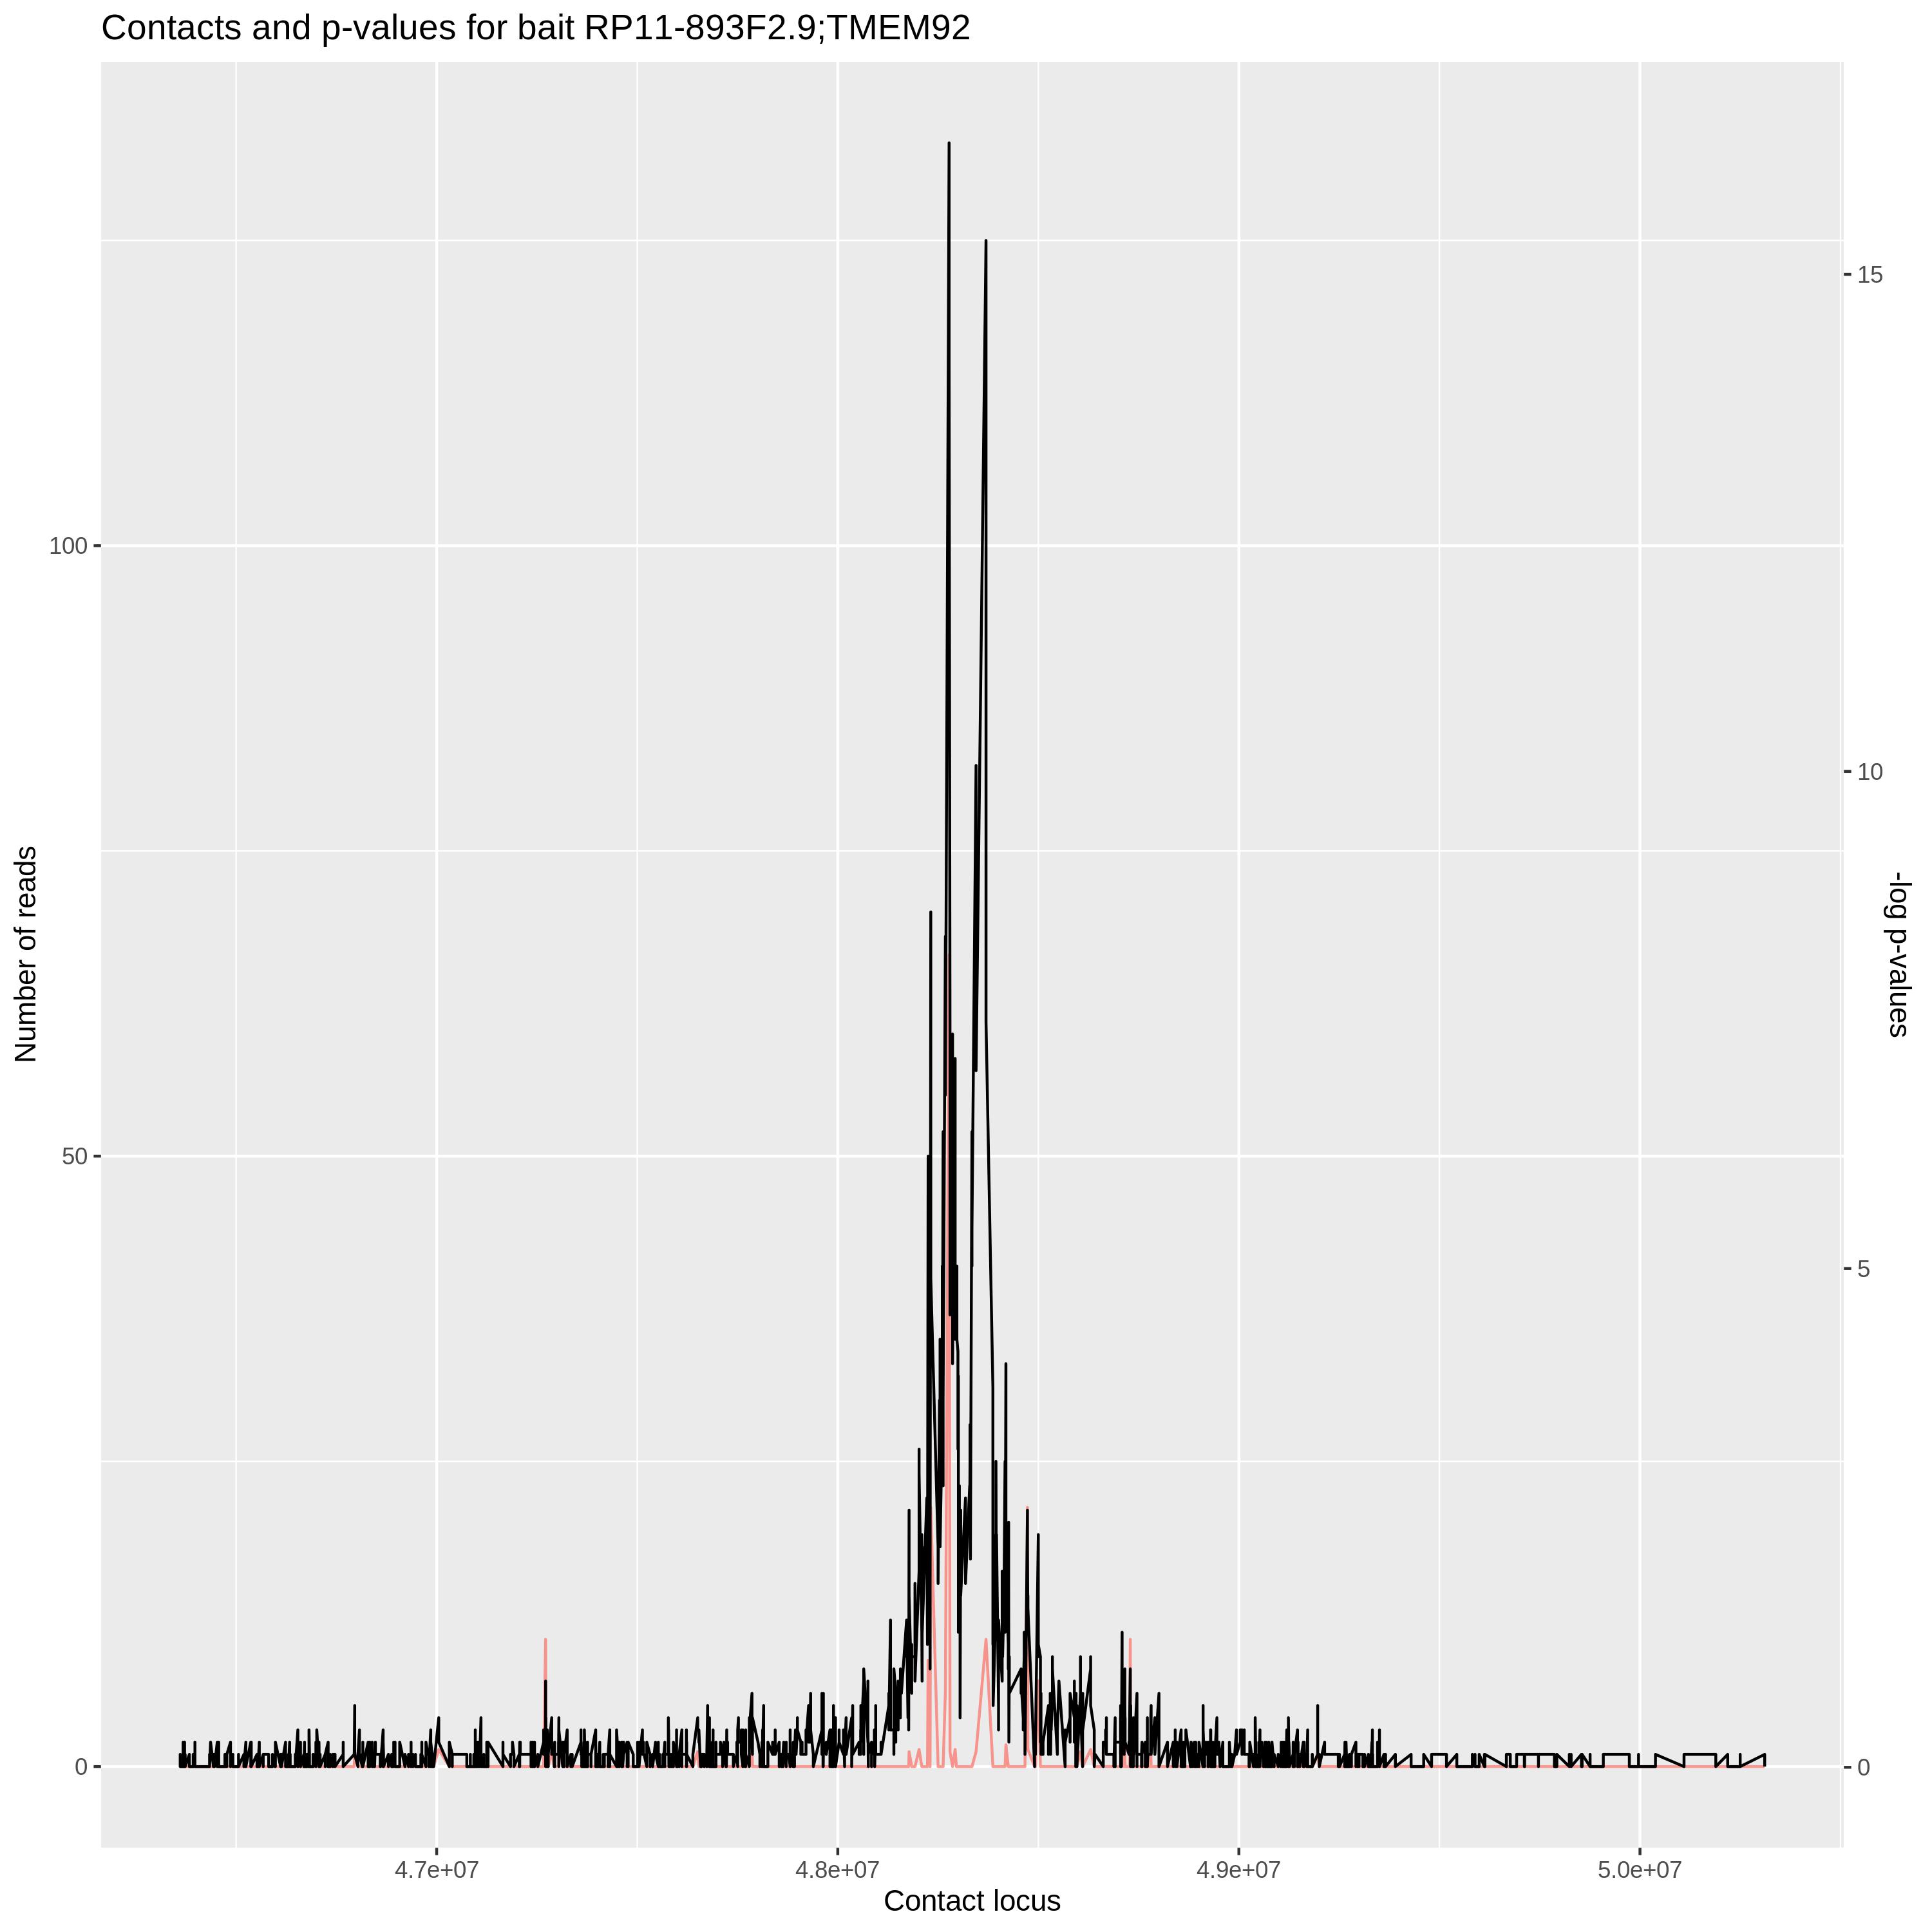 Contacts and p-values for bait RP11-893F2.9;TMEM92
Number of reads
100
50
0
15
10
5
0
-log p-values
4.7e+07 4.8e+07 4.9e+07 5.0e+07
Contact locus